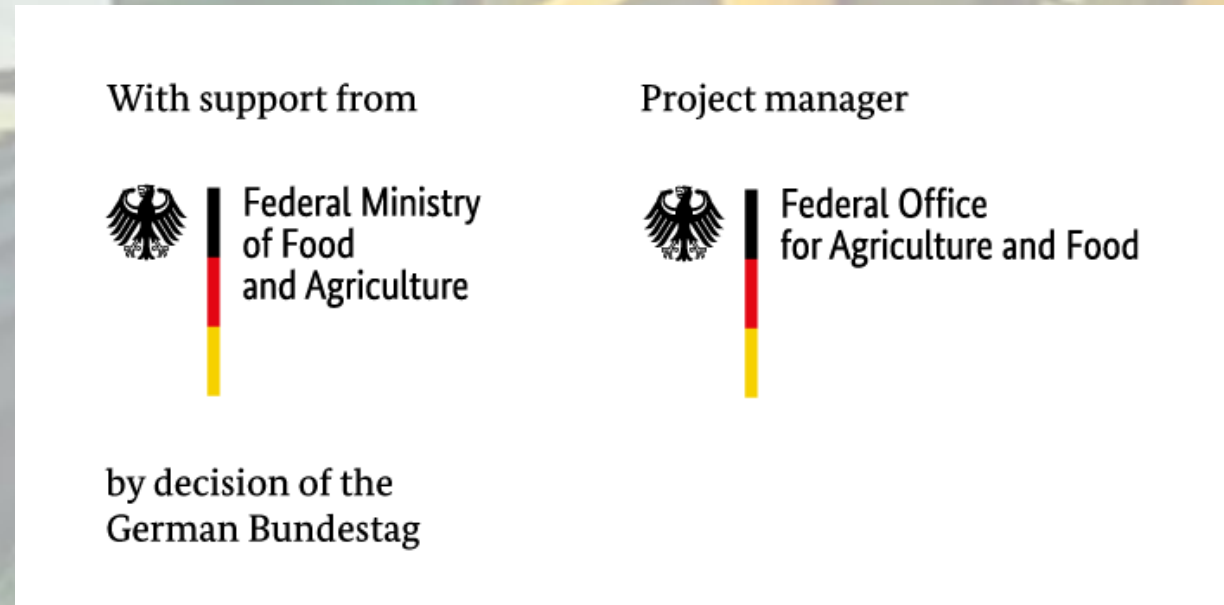 With support from
Federal Ministry
of Food
and Agriculture
by decision of the
German Bundestag
Project manager
Federal Office
for Agriculture and Food